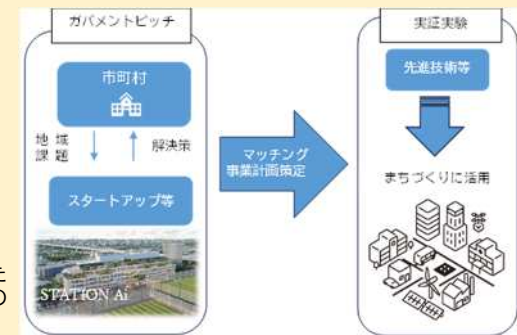 ガバメントピッチ
市町村
地域
課題
解決策
スタートアップ等
STATION Ai
マッチング
事業計画策定
実証実験
先進技術等
まちづくりに活用